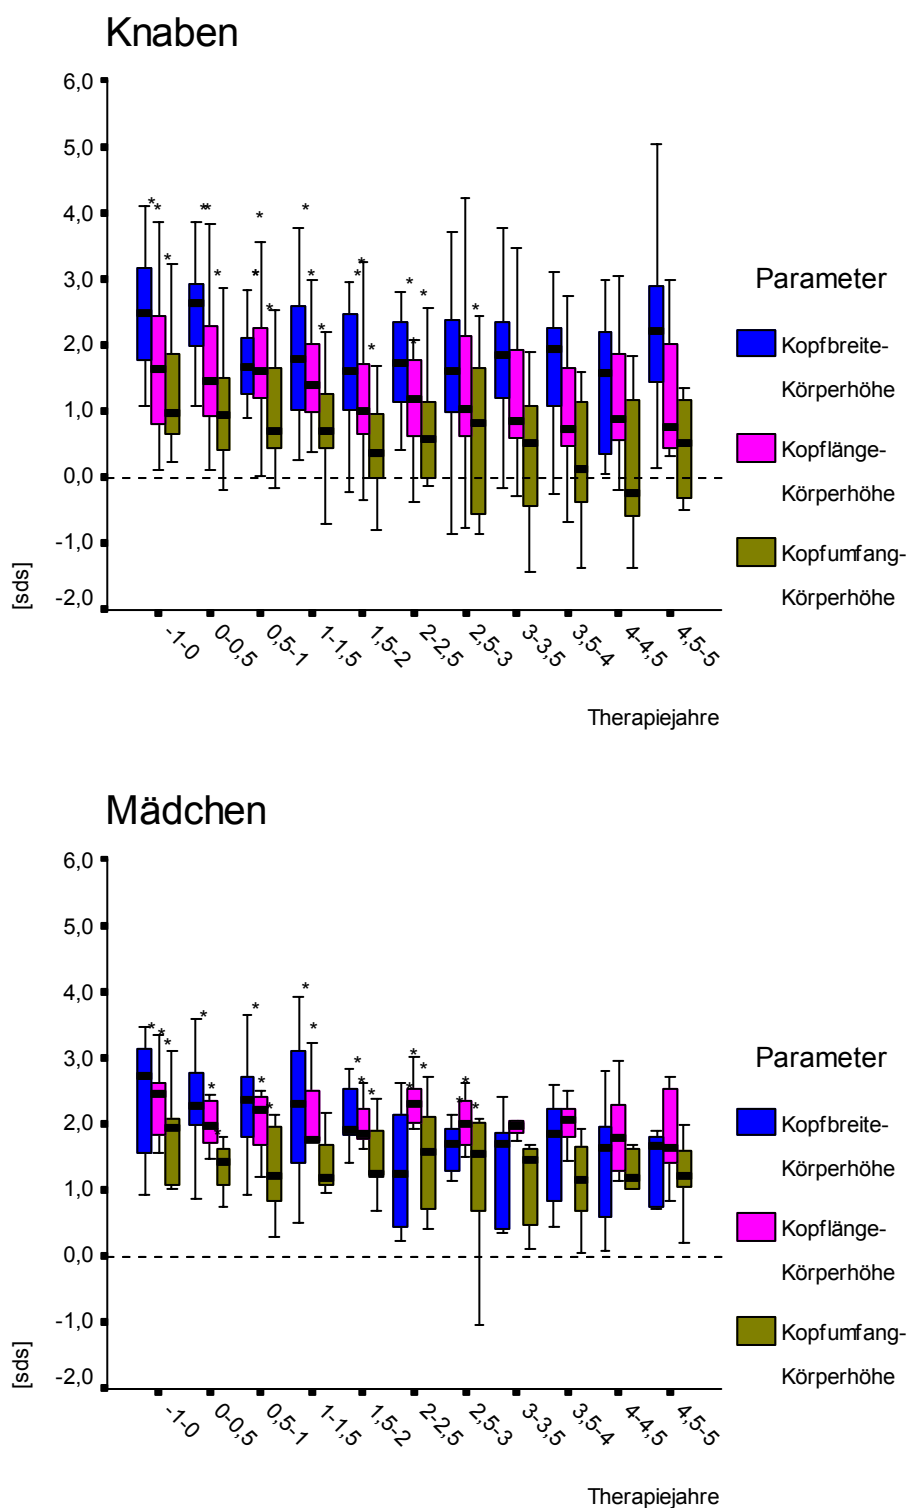 Knaben
6,0
5,0
4,0
3,0
2,0
1,0
0,0
-1,0
-2,0
[sds]
* * * ** * * * * * * * * * * * * * *
-1-0
0-0,5
0,5-1
1-1,5
1,5-2
2-2,5
2,5-3
3-3,5
3,5-4
4-4,5
4,5-5
Therapiejahre
Parameter
Kopfbreite-
Körperhöhe
Kopflänge-
Körperhöhe
Kopfumfang-
Körperhöhe
Mädchen
6,0
5,0
4,0
3,0
2,0
1,0
0,0
-1,0
-2,0
[sds]
-1-0
0-0,5
0,5-1
1-1,5
1,5-2
2-2,5
2,5-3
3-3,5
3,5-4
4-4,5
4,5-5
Therapiejahre
Parameter
Kopfbreite-
Körperhöhe
Kopflänge-
Körperhöhe
Kopfumfang-
Körperhöhe